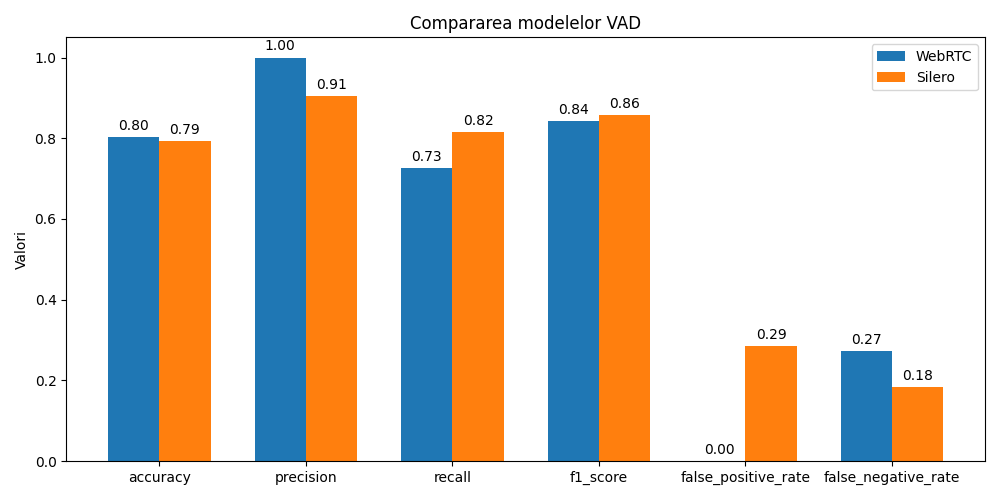 Compararea modelelor VAD
WebRTC
Silero
Valori
1.0
0.8
0.6
0.4
0.2
0.0
0.80
0.79
1.00
0.91
0.73
0.82
0.84
0.86
0.00
0.29
0.27
0.18
accuracy
precision
recall
f1_score
false_positive_rate
false_negative_rate